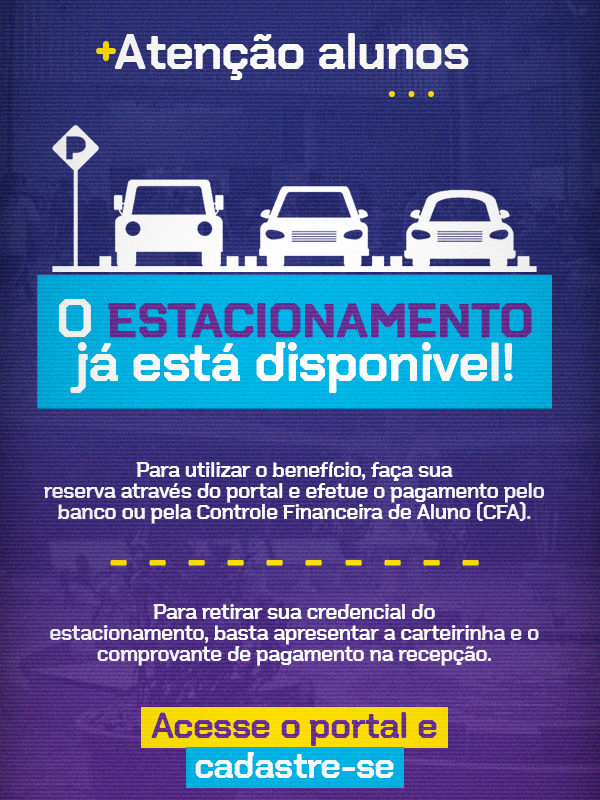 +Atenção alunos
P
O ESTACIONAMENTO
já está disponivel!
Para utilizar o benefício, faça sua
reserva através do portal e efetue o pagamento pelo
banco ou pela Controle Financeira de Aluno (CFA).
Para retirar sua credencial do
estacionamento, basta apresentar a carteirinha e o
comprovante de pagamento na recepção.
Acesse o portal e
cadastre-se